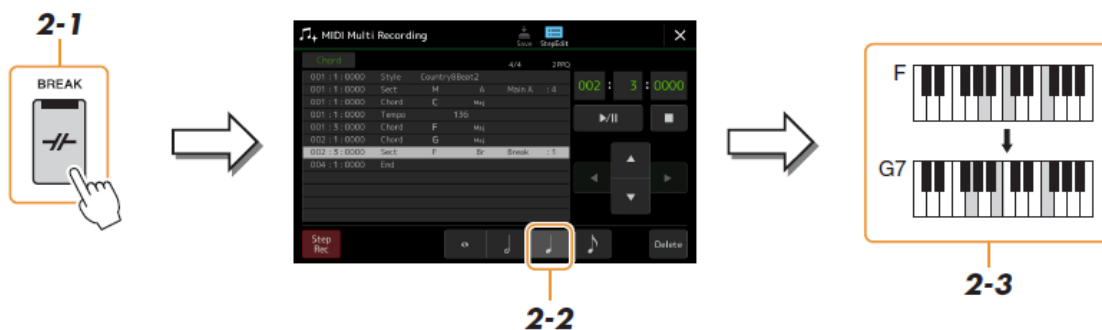 2-1
BREAK
MIDI Multi Recording
Save
StepEdit
Chord
4/4 2PPQ
001 : 1 : 0000 Style Country8Beat2
001 : 1 : 0000 Sect M A Main A : 4
001 : 1 : 0000 Chord C Maj
001 : 1 : 0000 Tempo 136
001 : 3 : 0000 Chord F Maj
002 : 1 : 0000 Chord G Maj
002 : 3 : 0000 Sect F Br Break : 1
004 : 1 : 0000 End
002 : 3 : 0000
Step
Rec
Delete
2-2
F
G7
2-3